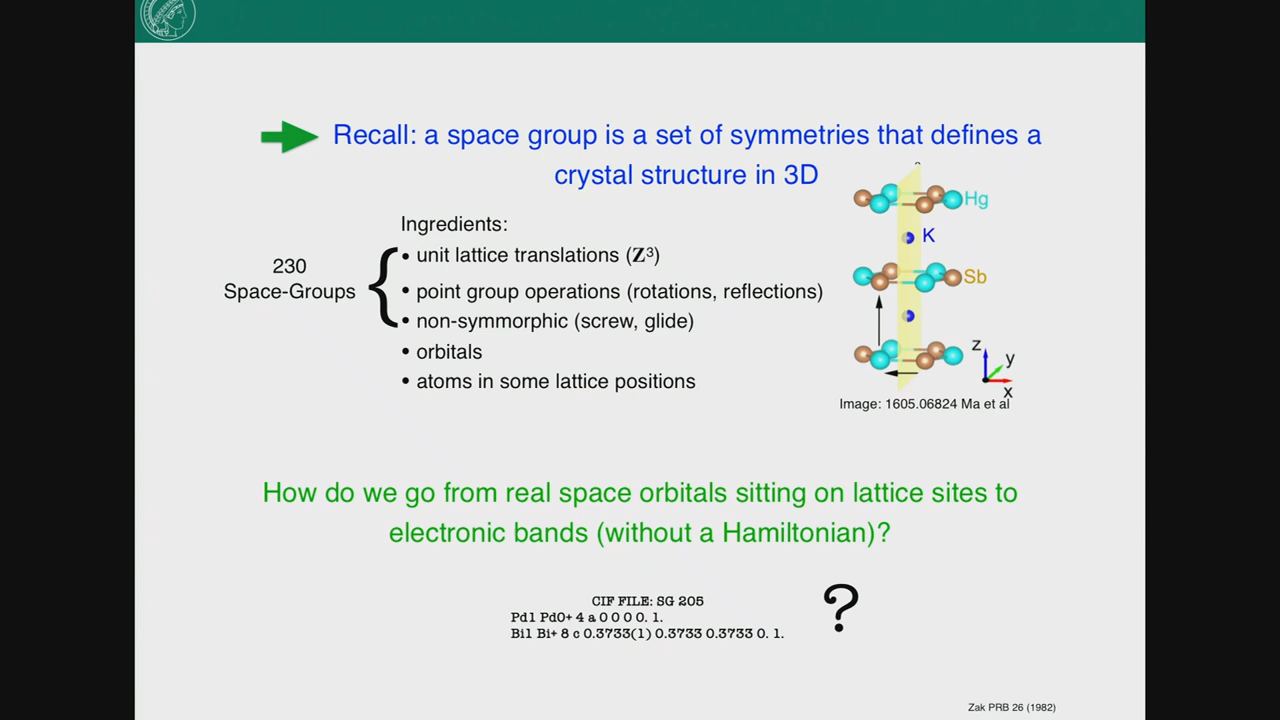 Recall: a space group is a set of symmetries that defines a
crystal structure in 3D
Ingredients:
230
Space-Groups
{
• unit lattice translations (Z³)
• point group operations (rotations, reflections)
• non-symmorphic (screw, glide)
• orbitals
• atoms in some lattice positions
Hg
K
Sb
z
y
x
Image: 1605.06824 Ma et al
How do we go from real space orbitals sitting on lattice sites to
electronic bands (without a Hamiltonian)?
CIF FILE: SG 205
Pd1 Pd0+ 4 a 0 0 0 0. 1.
Bi1 Bi+ 8 c 0.3733(1) 0.3733 0.3733 0. 1.
?
Zak PRB 26 (1982)